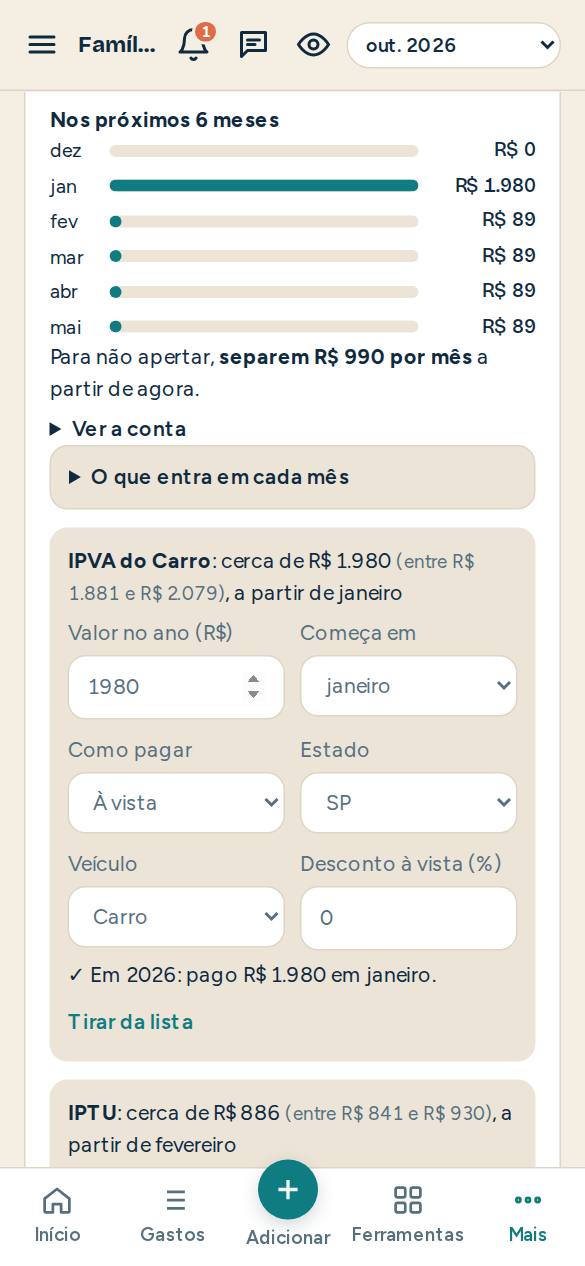 Famíl...
1
out. 2026
Nos próximos 6 meses
dez R$ 0
jan R$ 1.980
fev R$ 89
mar R$ 89
abr R$ 89
mai R$ 89
Para não apertar, separem R$ 990 por mês a
partir de agora.
Ver a conta
O que entra em cada mês
IPVA do Carro: cerca de R$ 1.980 (entre R$
1.881 e R$ 2.079), a partir de janeiro
Valor no ano (R$) Começa em
1980 janeiro
Como pagar Estado
À vista SP
Veículo Desconto à vista (%)
Carro 0
✓ Em 2026: pago R$ 1.980 em janeiro.
Tirar da lista
IPTU: cerca de R$ 886 (entre R$ 841 e R$ 930), a
partir de fevereiro
Início Gastos Adicionar Ferramentas Mais